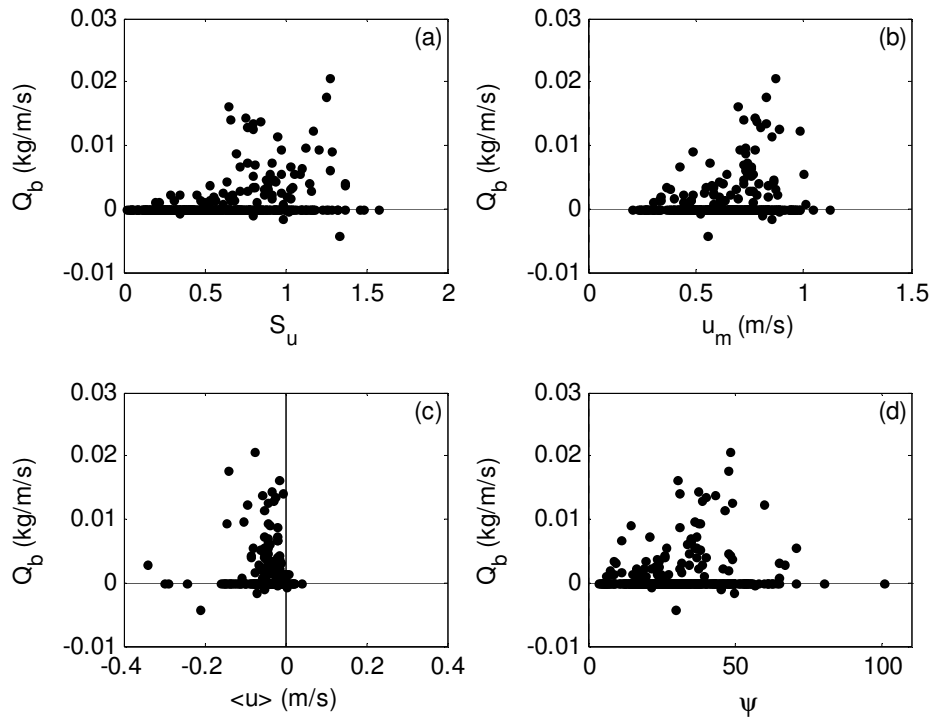 (a)
Q_b (kg/m/s)
0.03
0.02
0.01
0
-0.01
0 0.5 1 1.5 2
S_u
(b)
Q_b (kg/m/s)
0.03
0.02
0.01
0
-0.01
0 0.5 1 1.5
u_m (m/s)
(c)
Q_b (kg/m/s)
0.03
0.02
0.01
0
-0.01
-0.4 -0.2 0 0.2 0.4
<u> (m/s)
(d)
Q_b (kg/m/s)
0.03
0.02
0.01
0
-0.01
0 50 100
ψ